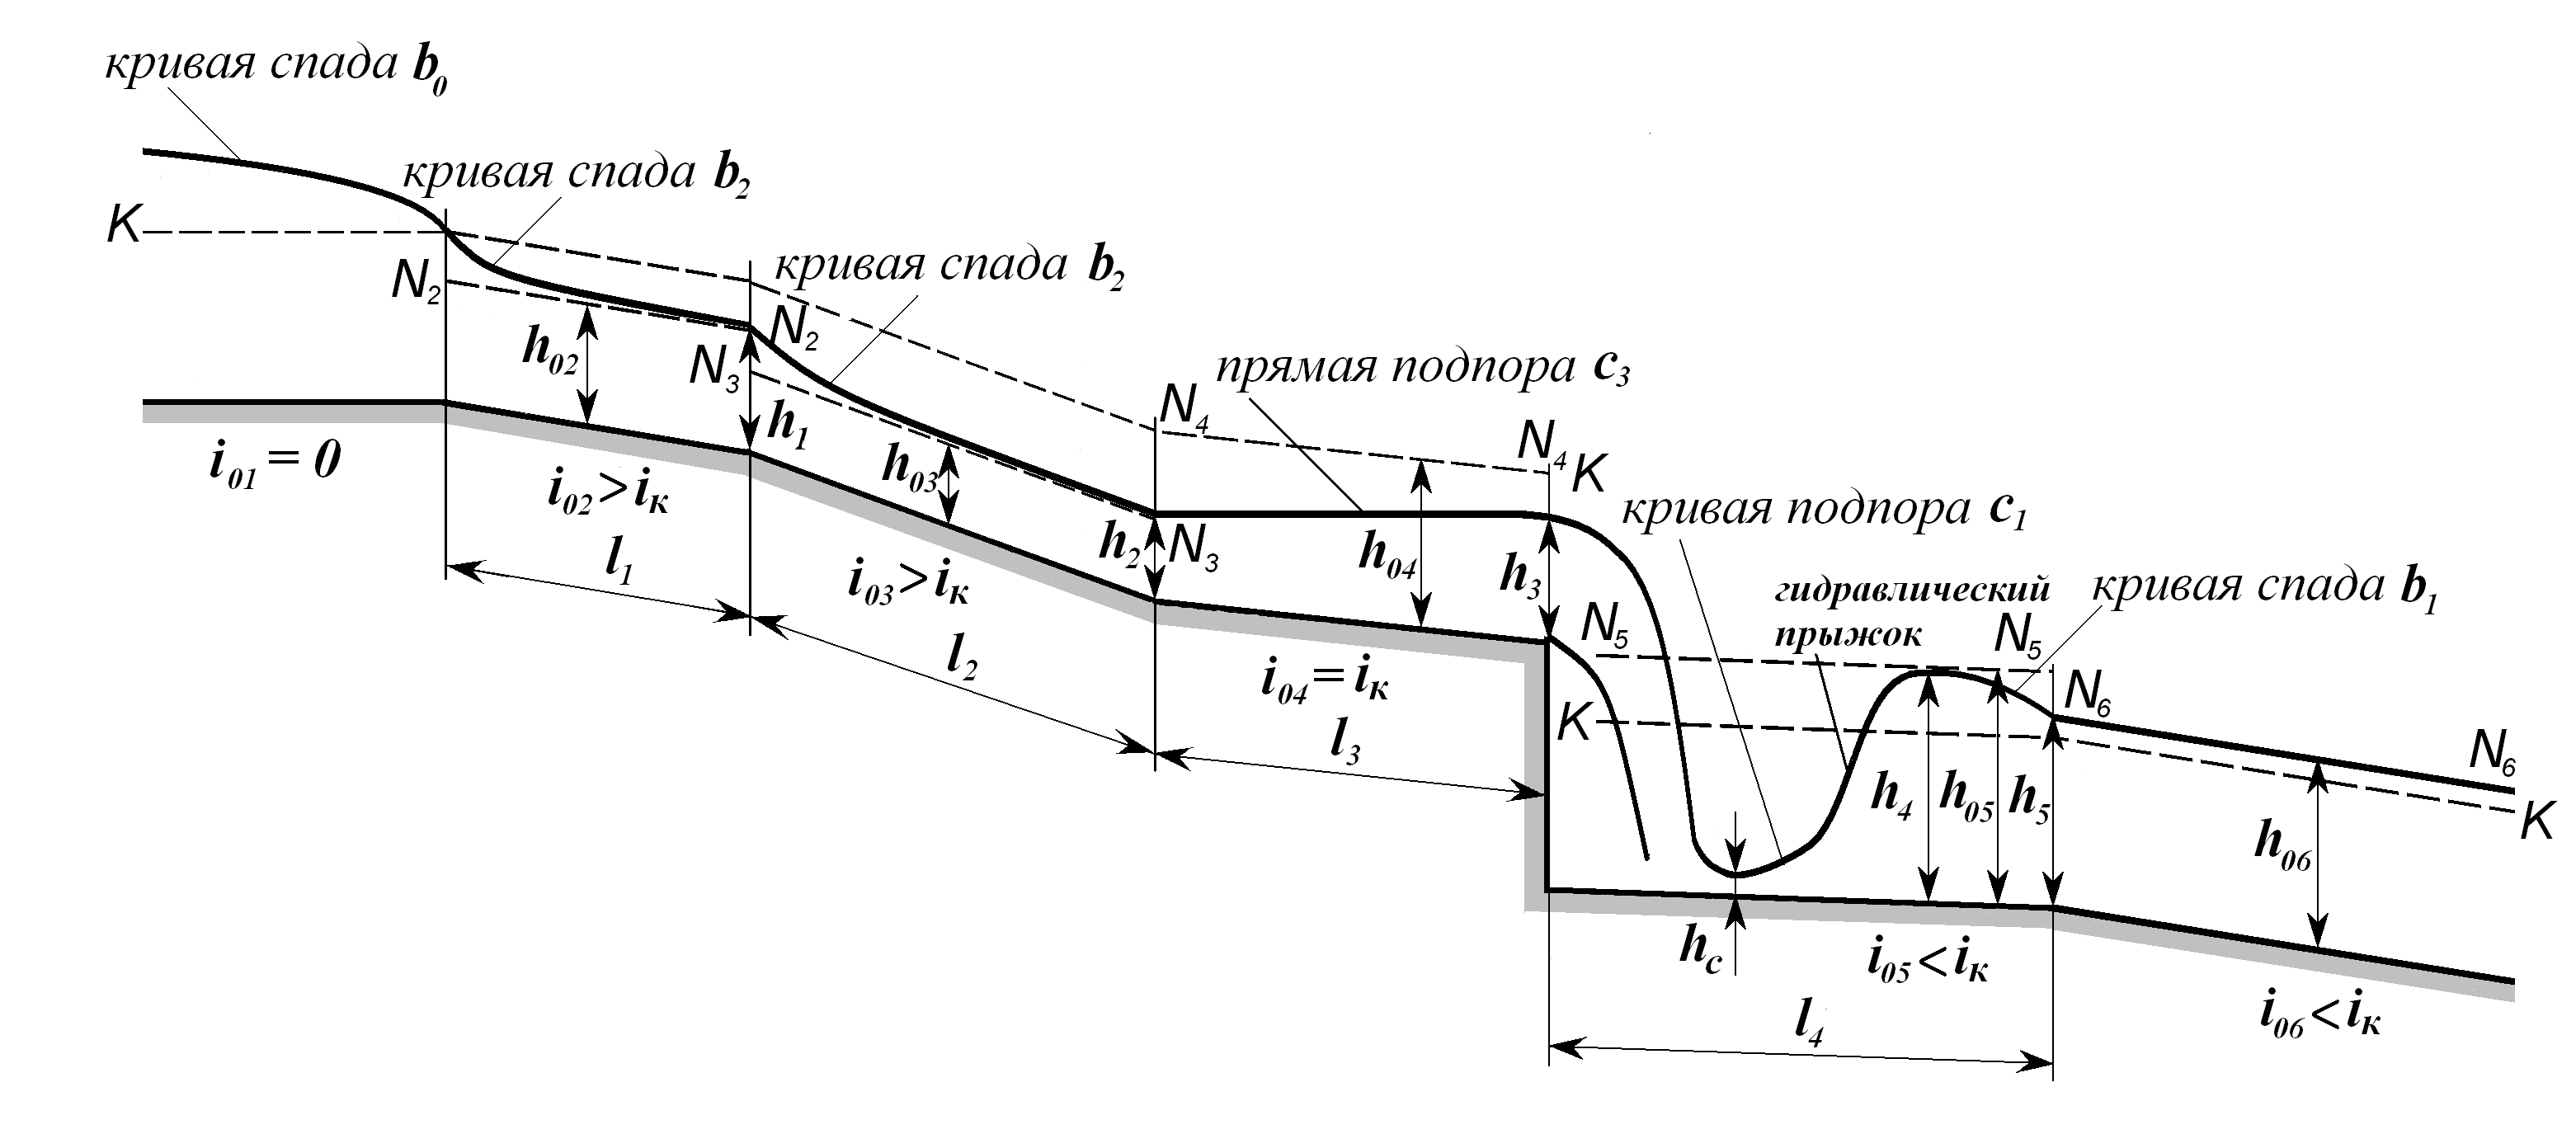 кривая спада b0
кривая спада b2
K
кривая спада b2
N2
N2
h02
N3
прямая подпора c3
N4
h1
N4
K
i01 = 0
h03
i02>iк
кривая подпора c1
h2
N3
h04
l1
i03>iк
h3
гидравлический
прыжок
кривая спада b1
N5
N5
l2
i04=iк
N6
K
l3
N6
h4
h05
h5
K
h06
hc
i05<iк
i06<iк
l4